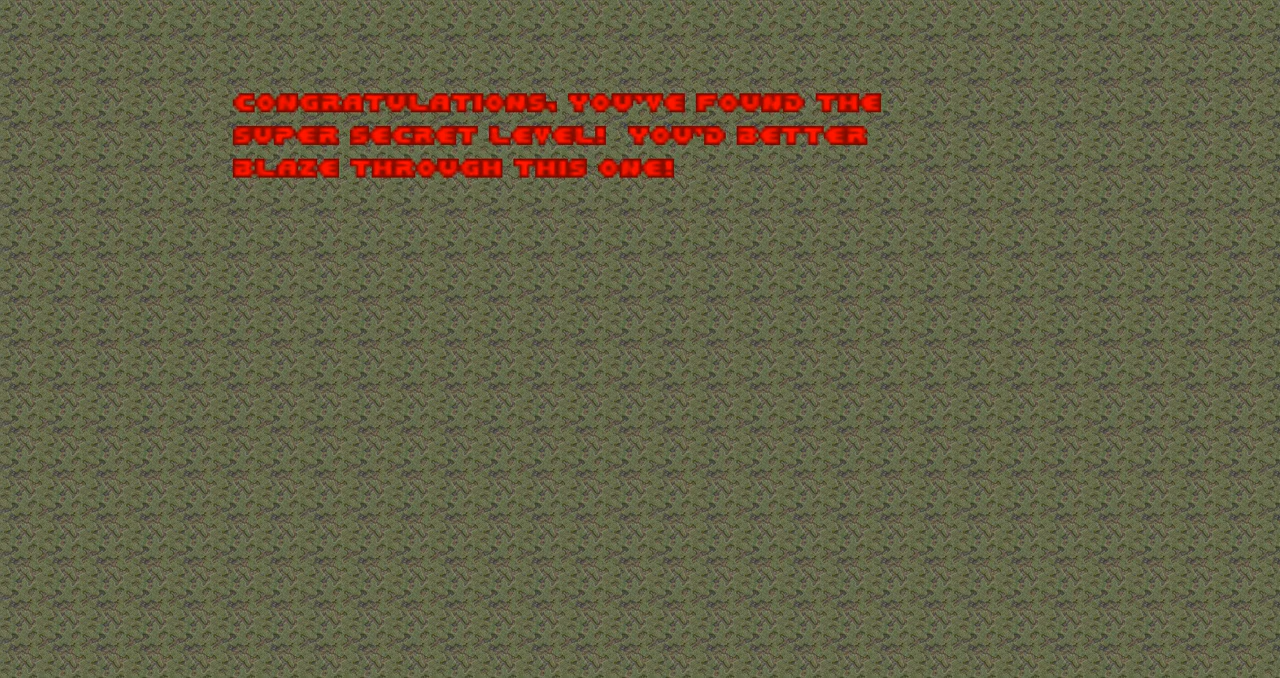 CONGRATULATIONS, YOU'VE FOUND THE
SUPER SECRET LEVEL!  YOU'D BETTER
BLAZE THROUGH THIS ONE!